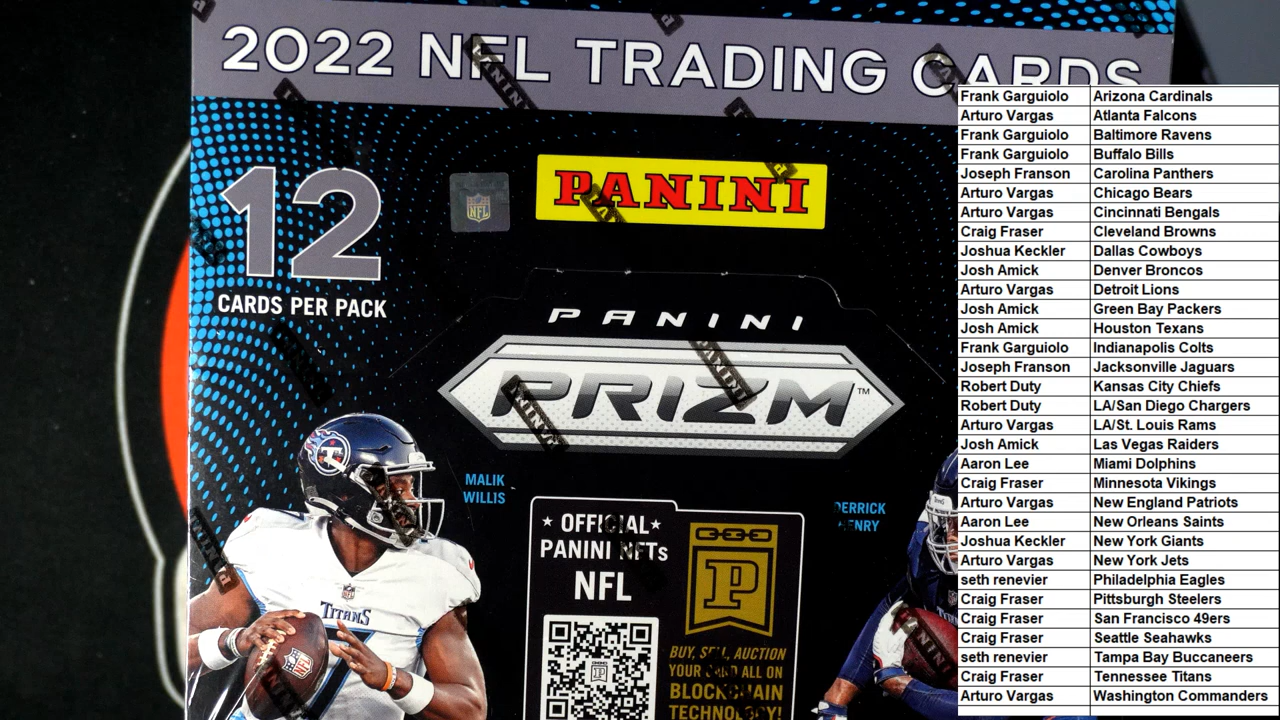 2022 NFL TRADING CARDS
12
CARDS PER PACK
NFL
PANINI
PANINI
PRIZM™
MALIK
WILLIS
DERRICK
HENRY
★ OFFICIAL ★
PANINI NFTs
NFL
P
BUY, SELL, AUCTION
YOUR CARD ALL ON
BLOCKCHAIN
TECHNOLOGY!
TITANS
Frank Garguiolo Arizona Cardinals
Arturo Vargas Atlanta Falcons
Frank Garguiolo Baltimore Ravens
Frank Garguiolo Buffalo Bills
Joseph Franson Carolina Panthers
Arturo Vargas Chicago Bears
Arturo Vargas Cincinnati Bengals
Craig Fraser Cleveland Browns
Joshua Keckler Dallas Cowboys
Josh Amick Denver Broncos
Arturo Vargas Detroit Lions
Josh Amick Green Bay Packers
Josh Amick Houston Texans
Frank Garguiolo Indianapolis Colts
Joseph Franson Jacksonville Jaguars
Robert Duty Kansas City Chiefs
Robert Duty LA/San Diego Chargers
Arturo Vargas LA/St. Louis Rams
Josh Amick Las Vegas Raiders
Aaron Lee Miami Dolphins
Craig Fraser Minnesota Vikings
Arturo Vargas New England Patriots
Aaron Lee New Orleans Saints
Joshua Keckler New York Giants
Arturo Vargas New York Jets
seth renevier Philadelphia Eagles
Craig Fraser Pittsburgh Steelers
Craig Fraser San Francisco 49ers
Craig Fraser Seattle Seahawks
seth renevier Tampa Bay Buccaneers
Craig Fraser Tennessee Titans
Arturo Vargas Washington Commanders